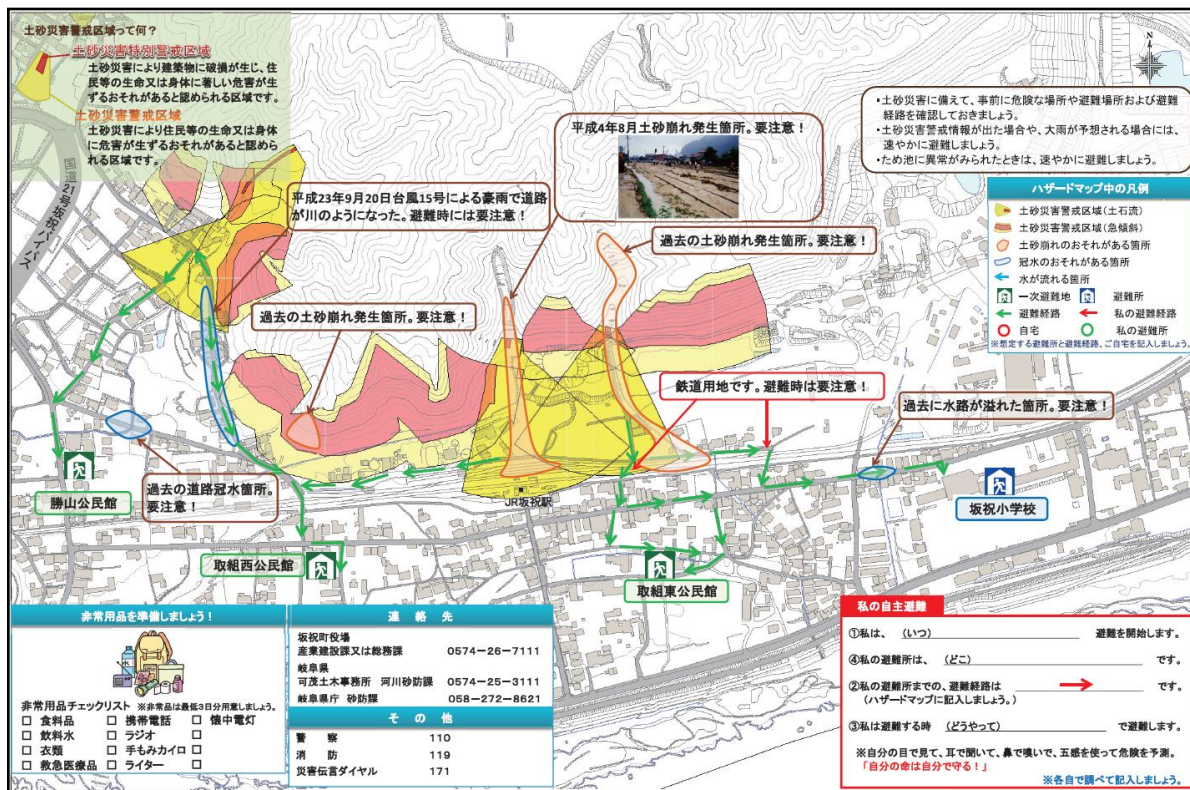 土砂災害警戒区域って何？
土砂災害特別警戒区域
土砂災害により建築物に破損が生じ、住
民等の生命又は身体に著しい危害が生
ずるおそれがあると認められる区域です。
土砂災害警戒区域
土砂災害により住民等の生命又は身体
に危害が生ずるおそれがあると認めら
れる区域です。
国道21号坂祝バイパス
N
・土砂災害に備えて、事前に危険な場所や避難場所および避難
経路を確認しておきましょう。
・土砂災害警戒情報が出た場合や、大雨が予想される場合には、
速やかに避難しましょう。
・ため池に異常がみられたときは、速やかに避難しましょう。
平成4年8月土砂崩れ発生箇所。要注意！
平成23年9月20日台風15号による豪雨で道路
が川のようになった。避難時には要注意！
過去の土砂崩れ発生箇所。要注意！
過去の土砂崩れ発生箇所。要注意！
ハザードマップ中の凡例
土砂災害警戒区域（土石流）
土砂災害警戒区域（急傾斜）
土砂崩れのおそれがある箇所
冠水のおそれがある箇所
水が流れる箇所
一次避難地 避難所
避難経路 私の避難経路
自宅 私の避難所
※想定する避難所と避難経路、ご自宅を記入しましょう。
鉄道用地です。避難時は要注意！
過去に水路が溢れた箇所。要注意！
勝山公民館
過去の道路冠水箇所。
要注意！
JR坂祝駅
坂祝小学校
取組西公民館
取組東公民館
非常用品を準備しましょう！
非常用品チェックリスト ※非常品は最低3日分用意しましょう。
□ 食料品 □ 携帯電話 □ 懐中電灯
□ 飲料水 □ ラジオ □
□ 衣類 □ 手もみカイロ □
□ 救急医療品 □ ライター □
連絡先
坂祝町役場
産業建設課又は総務課 0574－26－7111
岐阜県
可茂土木事務所 河川砂防課 0574－25－3111
岐阜県庁 砂防課 058－272－8621
その他
警察 110
消防 119
災害伝言ダイヤル 171
私の自主避難
①私は、（いつ） 避難を開始します。
④私の避難所は、（どこ） です。
②私の避難所までの、避難経路は です。
（ハザードマップに記入しましょう。）
③私は避難する時（どうやって） で避難します。
※自分の目で見て、耳で聞いて、鼻で嗅いで、五感を使って危険を予測。
「自分の命は自分で守る！」
※各自で調べて記入しましょう。